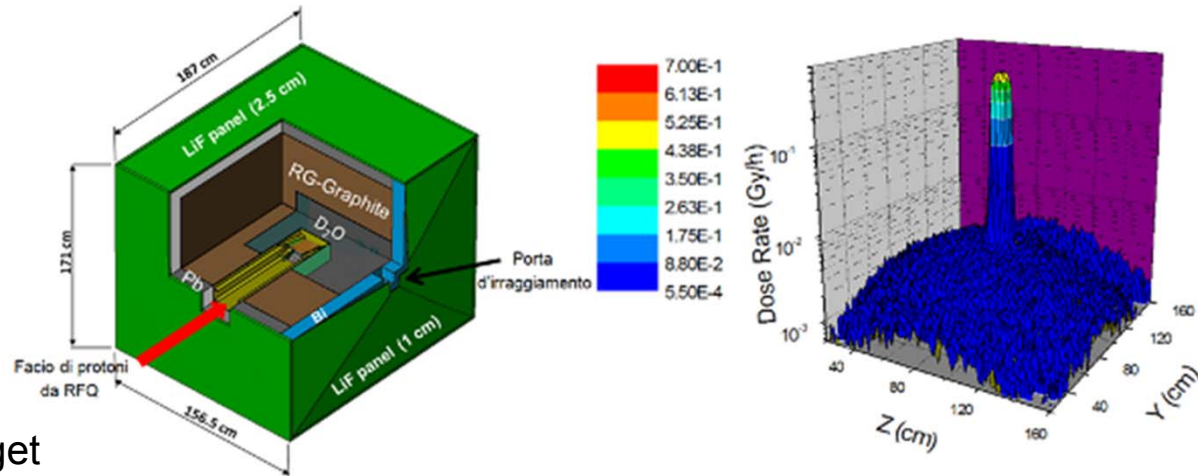 187 cm
LiF panel (2.5 cm)
RG-Graphite
D₂O
171 cm
Pb
Bi
Porta
d'irraggiamento
LiF panel (1 cm)
Facio di protoni
da RFQ
156.5 cm
get
7.00E-1
6.13E-1
5.25E-1
4.38E-1
3.50E-1
2.63E-1
1.75E-1
8.80E-2
5.50E-4
Dose Rate (Gy/h)
10⁻¹
10⁻²
10⁻³
40
80
120
160
Z (cm)
40
80
120
160
Y (cm)